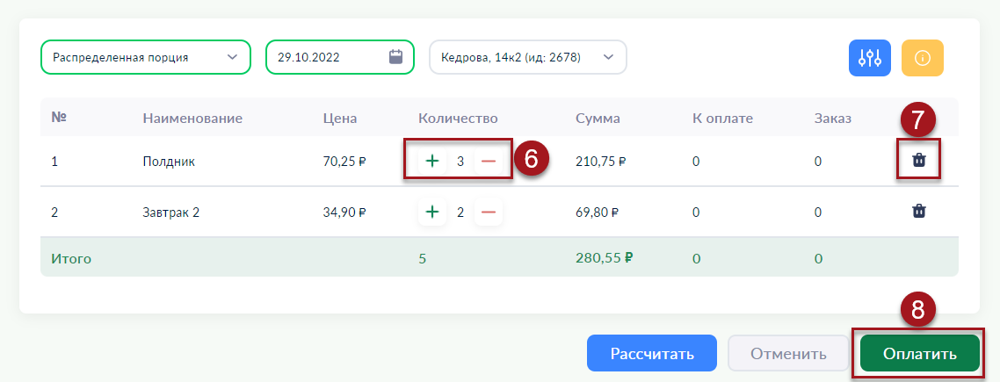 Распределенная порция 29.10.2022 Кедрова, 14к2 (ид: 2678)
№ Наименование Цена Количество Сумма К оплате Заказ 7
1 Полдник 70,25 ₽ + 3 — 6 210,75 ₽ 0 0
2 Завтрак 2 34,90 ₽ + 2 — 69,80 ₽ 0 0
Итого 5 280,55 ₽ 0 0
8
Рассчитать Отменить Оплатить